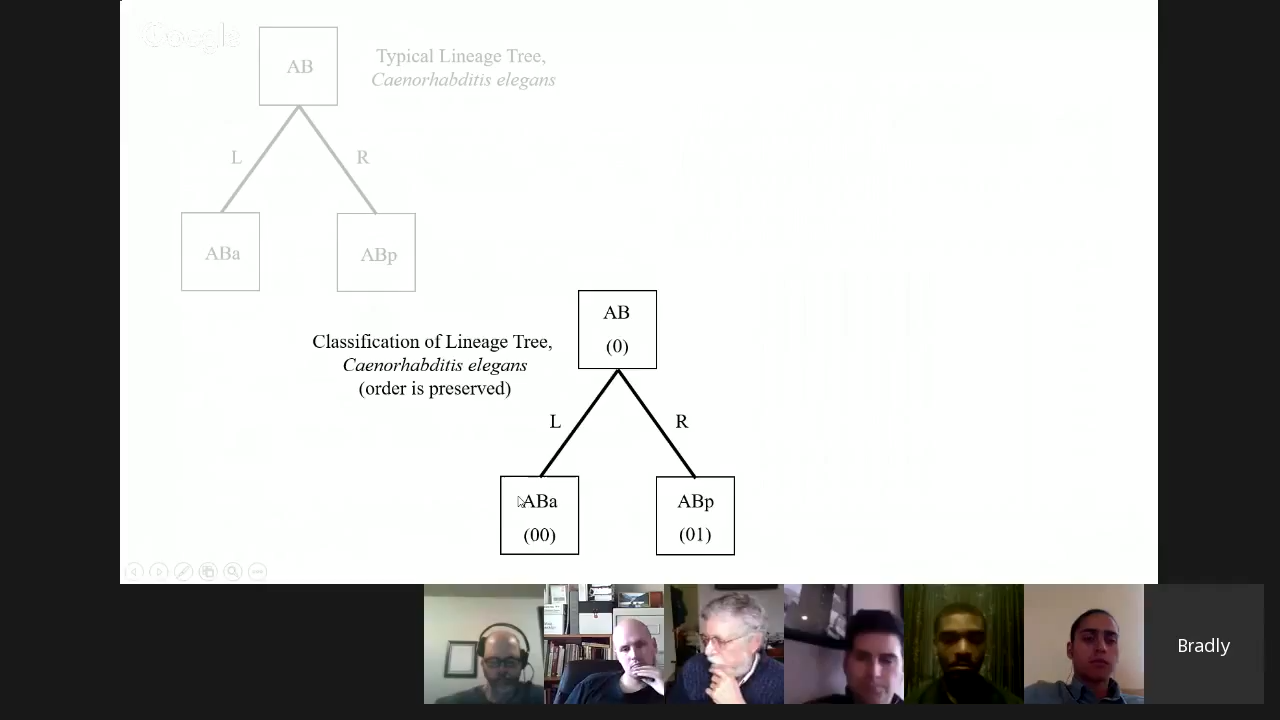 Google
AB
Typical Lineage Tree,
Caenorhabditis elegans
L
R
ABa
ABp
AB
(0)
Classification of Lineage Tree,
Caenorhabditis elegans
(order is preserved)
L
R
ABa
(00)
ABp
(01)
Bradly